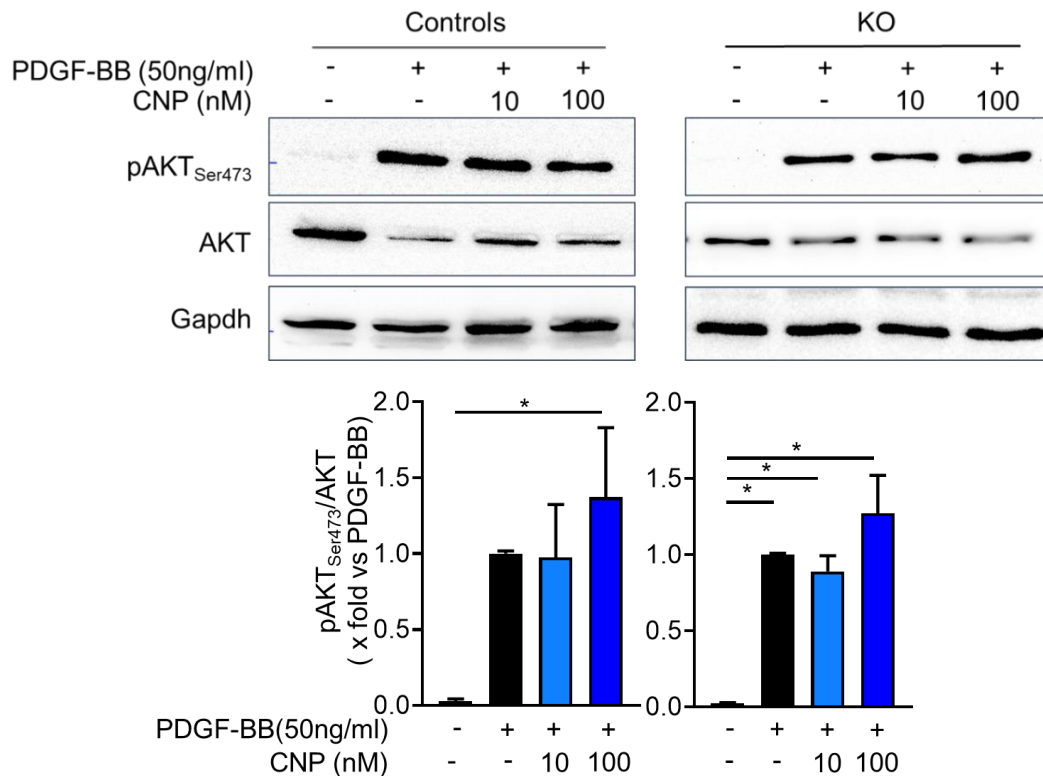 Controls KO
PDGF-BB (50ng/ml) - + + + - + + +
CNP (nM) - - 10 100 - - 10 100
pAKTSer473
AKT
Gapdh
pAKTSer473/AKT
( x fold vs PDGF-BB)
2.0 2.0
* * * *
1.5 1.5
1.0 1.0
0.5 0.5
0.0 0.0
PDGF-BB(50ng/ml) - + + + - + + +
CNP (nM) - - 10 100 - - 10 100